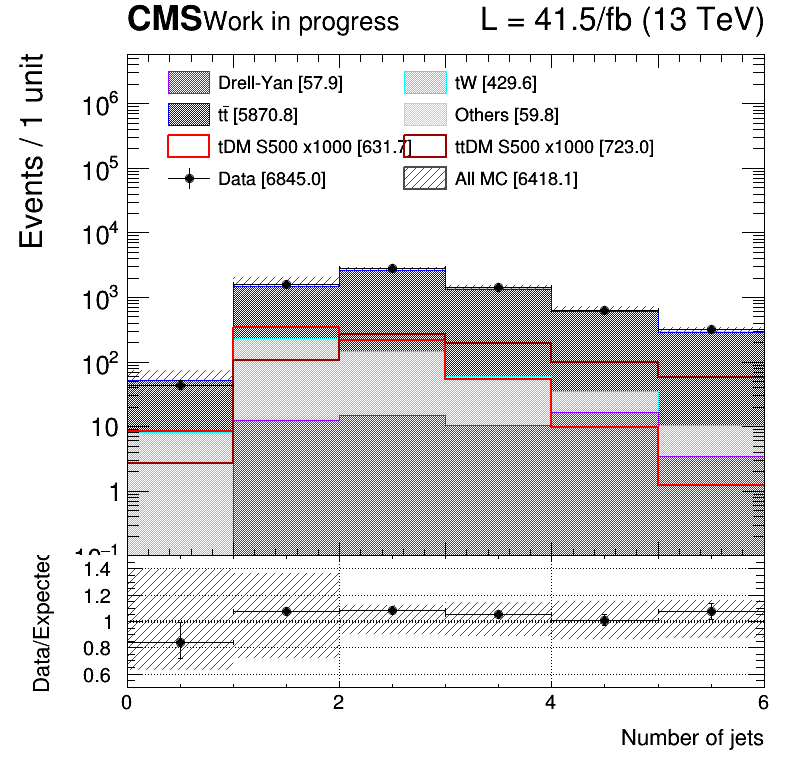 CMS Work in progress L = 41.5/fb (13 TeV)
Events / 1 unit
Drell-Yan [57.9] tW [429.6]
tt̄ [5870.8] Others [59.8]
tDM S500 x1000 [631.7] ttDM S500 x1000 [723.0]
Data [6845.0] All MC [6418.1]
10⁶
10⁵
10⁴
10³
10²
10
1
10⁻¹
Data/Expected
1.4
1.2
1
0.8
0.6
0 2 4 6
Number of jets